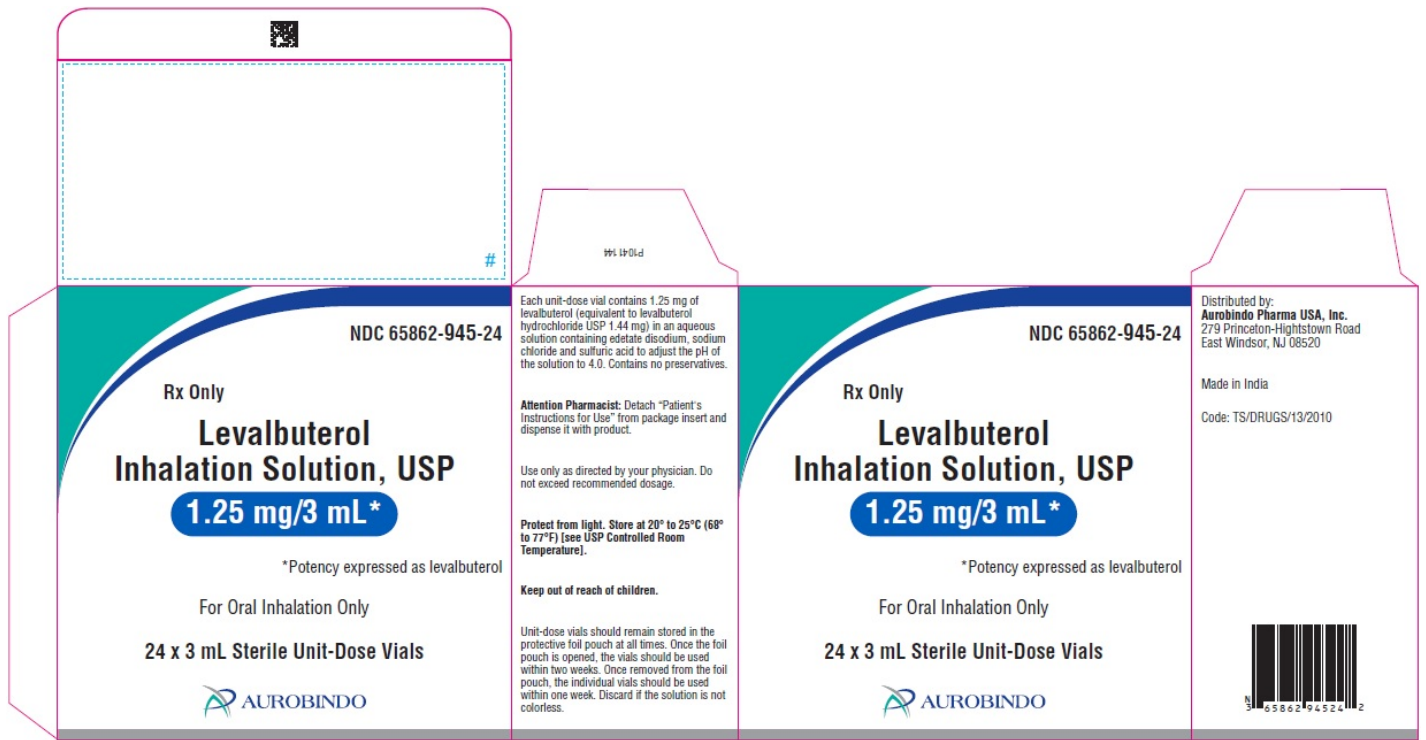 #
P1041144
NDC 65862-945-24
Rx Only
Levalbuterol
Inhalation Solution, USP
1.25 mg/3 mL*
*Potency expressed as levalbuterol
For Oral Inhalation Only
24 x 3 mL Sterile Unit-Dose Vials
AUROBINDO
Each unit-dose vial contains 1.25 mg of
levalbuterol (equivalent to levalbuterol
hydrochloride USP 1.44 mg) in an aqueous
solution containing edetate disodium, sodium
chloride and sulfuric acid to adjust the pH of
the solution to 4.0. Contains no preservatives.
Attention Pharmacist: Detach “Patient's
Instructions for Use” from package insert and
dispense it with product.
Use only as directed by your physician. Do
not exceed recommended dosage.
Protect from light. Store at 20° to 25°C (68°
to 77°F) [see USP Controlled Room
Temperature].
Keep out of reach of children.
Unit-dose vials should remain stored in the
protective foil pouch at all times. Once the foil
pouch is opened, the vials should be used
within two weeks. Once removed from the foil
pouch, the individual vials should be used
within one week. Discard if the solution is not
colorless.
NDC 65862-945-24
Rx Only
Levalbuterol
Inhalation Solution, USP
1.25 mg/3 mL*
*Potency expressed as levalbuterol
For Oral Inhalation Only
24 x 3 mL Sterile Unit-Dose Vials
AUROBINDO
Distributed by:
Aurobindo Pharma USA, Inc.
279 Princeton-Hightstown Road
East Windsor, NJ 08520
Made in India
Code: TS/DRUGS/13/2010
N
3 65862 94524 2